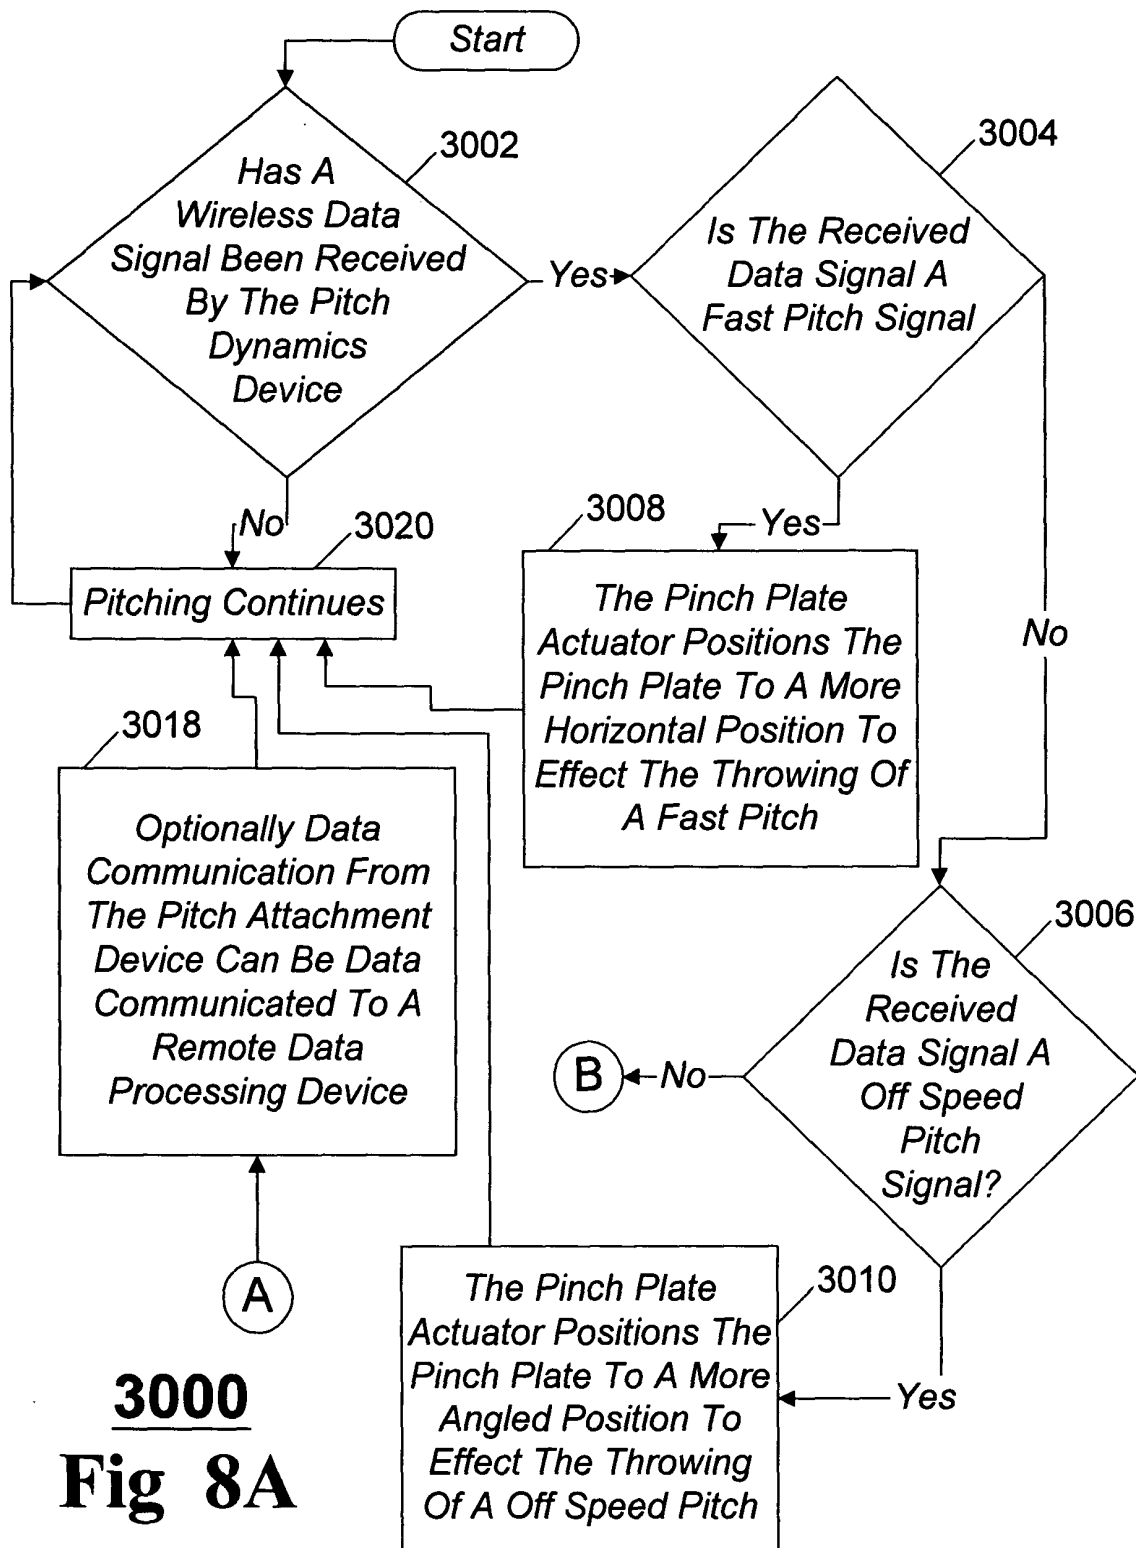 Start
3002
Has A
Wireless Data
Signal Been Received
By The Pitch
Dynamics
Device
Yes
3004
Is The Received
Data Signal A
Fast Pitch Signal
No
3020
Pitching Continues
Yes
3008
The Pinch Plate
Actuator Positions The
Pinch Plate To A More
Horizontal Position To
Effect The Throwing Of
A Fast Pitch
No
3018
Optionally Data
Communication From
The Pitch Attachment
Device Can Be Data
Communicated To A
Remote Data
Processing Device
3006
Is The
Received
Data Signal A
Off Speed
Pitch
Signal?
No
B
A
3010
The Pinch Plate
Actuator Positions The
Pinch Plate To A More
Angled Position To
Effect The Throwing
Of A Off Speed Pitch
Yes
3000
Fig 8A